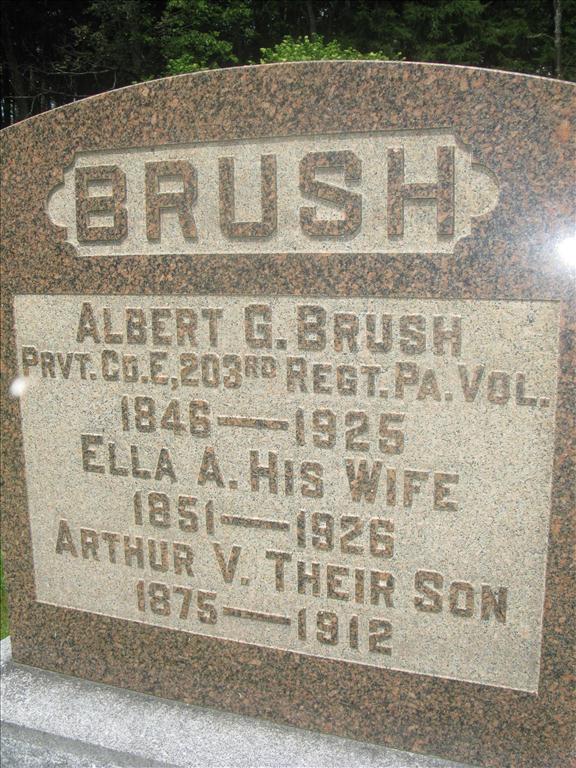 BRUSH
ALBERT G. BRUSH
PRVT. CO. E, 203RD REGT. PA. VOL.
1846—1925
ELLA A. HIS WIFE
1851—1926
ARTHUR V. THEIR SON
1875—1912